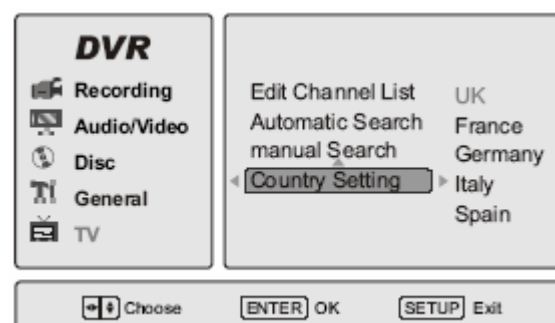 DVR
Recording
Audio/Video
Disc
General
TV
Edit Channel List
Automatic Search
manual Search
Country Setting
UK
France
Germany
Italy
Spain
Choose
ENTER OK
SETUP Exit